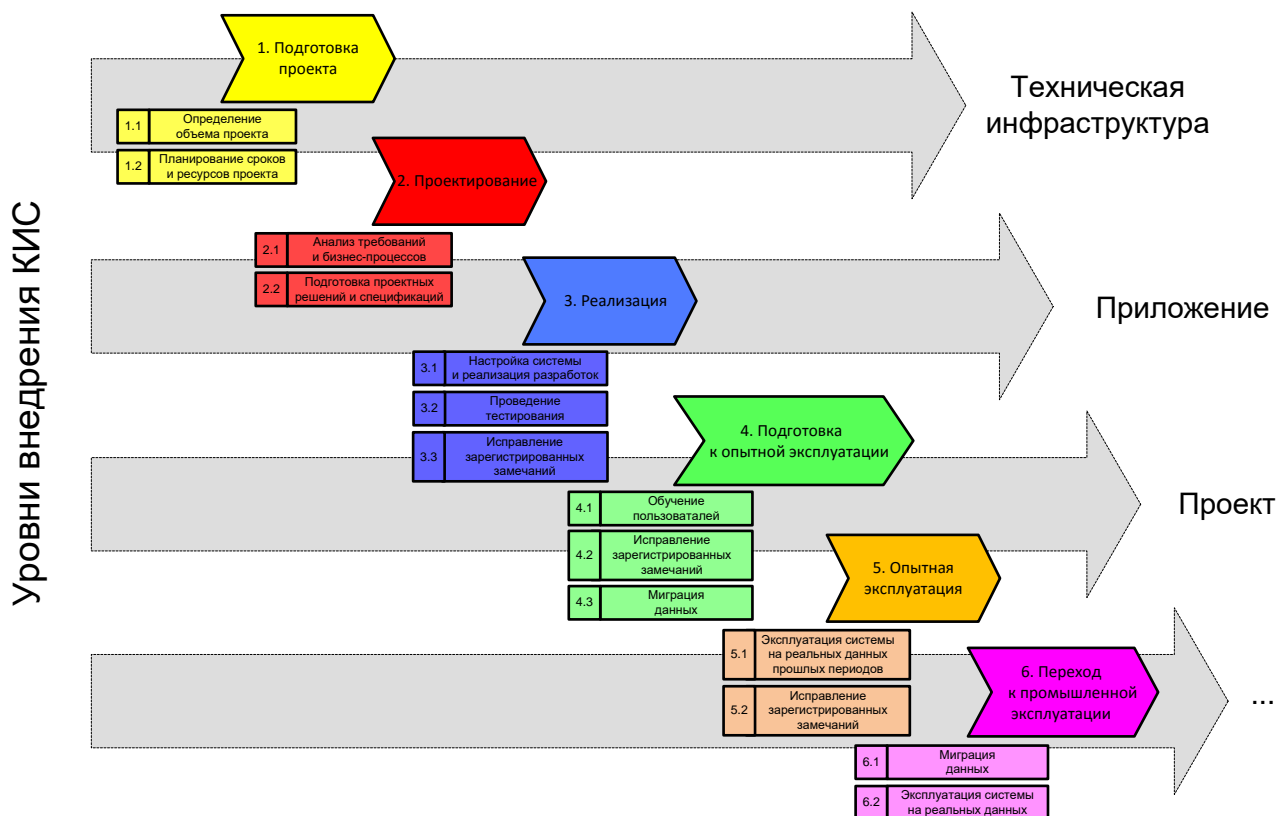 Уровни внедрения КИС
1. Подготовка
проекта
1.1
Определение
объема проекта
1.2
Планирование сроков
и ресурсов проекта
Техническая
инфраструктура
2. Проектирование
2.1
Анализ требований
и бизнес-процессов
2.2
Подготовка проектных
решений и спецификаций
3. Реализация
Приложение
3.1
Настройка системы
и реализация разработок
3.2
Проведение
тестирования
3.3
Исправление
зарегистрированных
замечаний
4. Подготовка
к опытной эксплуатации
Проект
4.1
Обучение
пользоваталей
4.2
Исправление
зарегистрированных
замечаний
4.3
Миграция
данных
5. Опытная
эксплуатация
5.1
Эксплуатация системы
на реальных данных
прошлых периодов
5.2
Исправление
зарегистрированных
замечаний
6. Переход
к промышленной
эксплуатации
...
6.1
Миграция
данных
6.2
Эксплуатация системы
на реальных данных